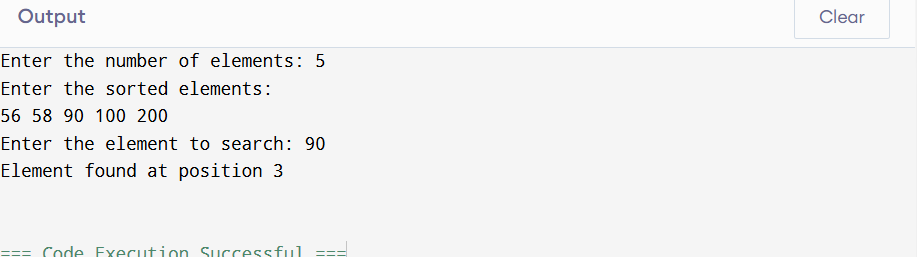 Output
Clear
Enter the number of elements: 5
Enter the sorted elements:
56 58 90 100 200
Enter the element to search: 90
Element found at position 3
=== Code Execution Successful ===